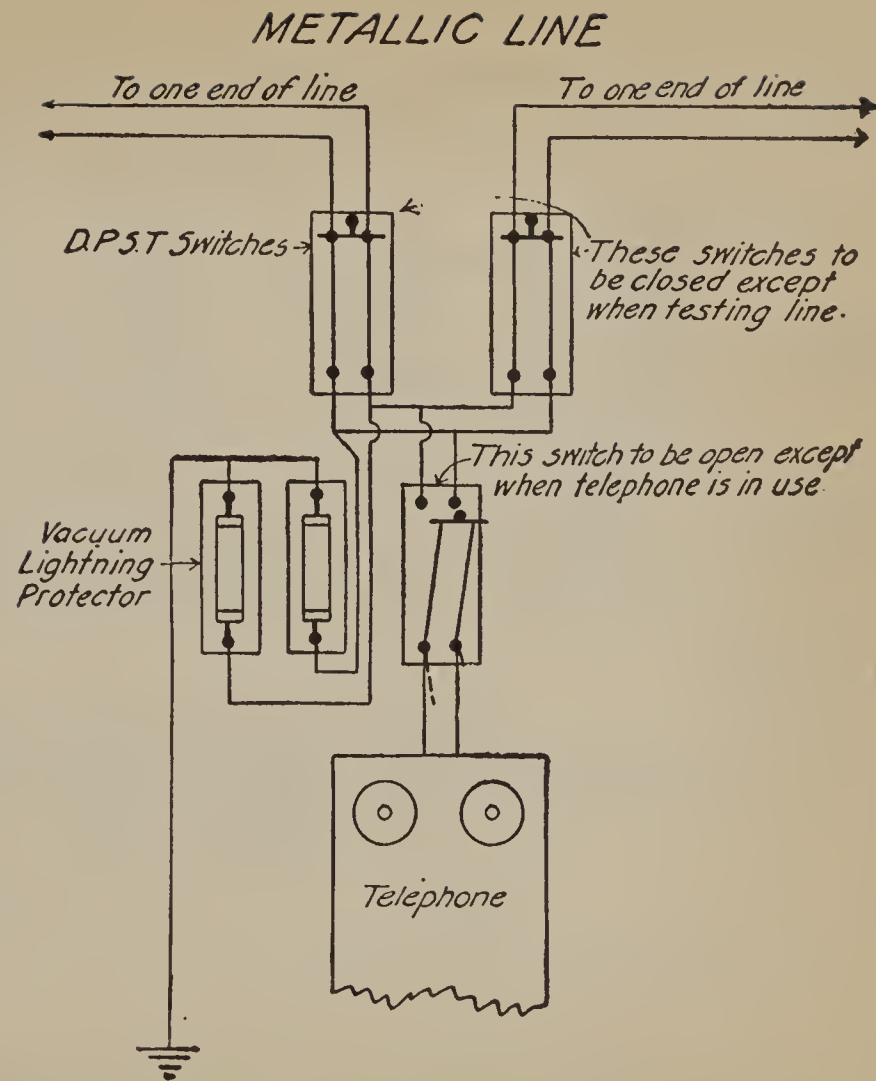 METALLIC LINE
To one end of line
To one end of line
D.P.S.T Switches
These switches to
be closed except
when testing line.
This switch to be open except
when telephone is in use.
Vacuum
Lightning
Protector
Telephone